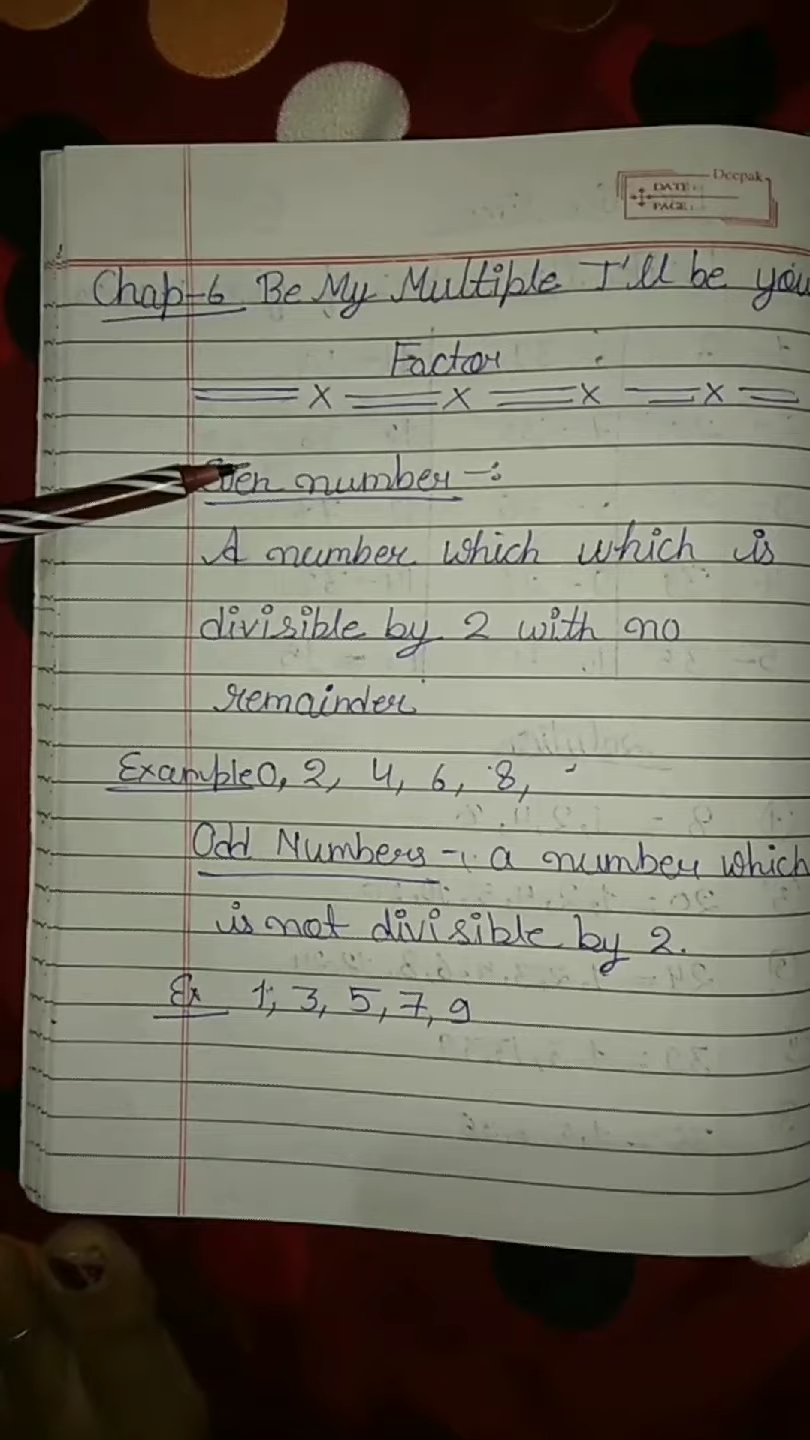 Deepak
DATE:
PAGE:
Chap-6 Be My Multiple I'll be you
Factor
== X == X == X == X ==
Even number -:
A number which which is
divisible by 2 with no
remainder
Example 0, 2, 4, 6, 8,
Odd Numbers -: a number which
is not divisible by 2.
Ex 1, 3, 5, 7, 9